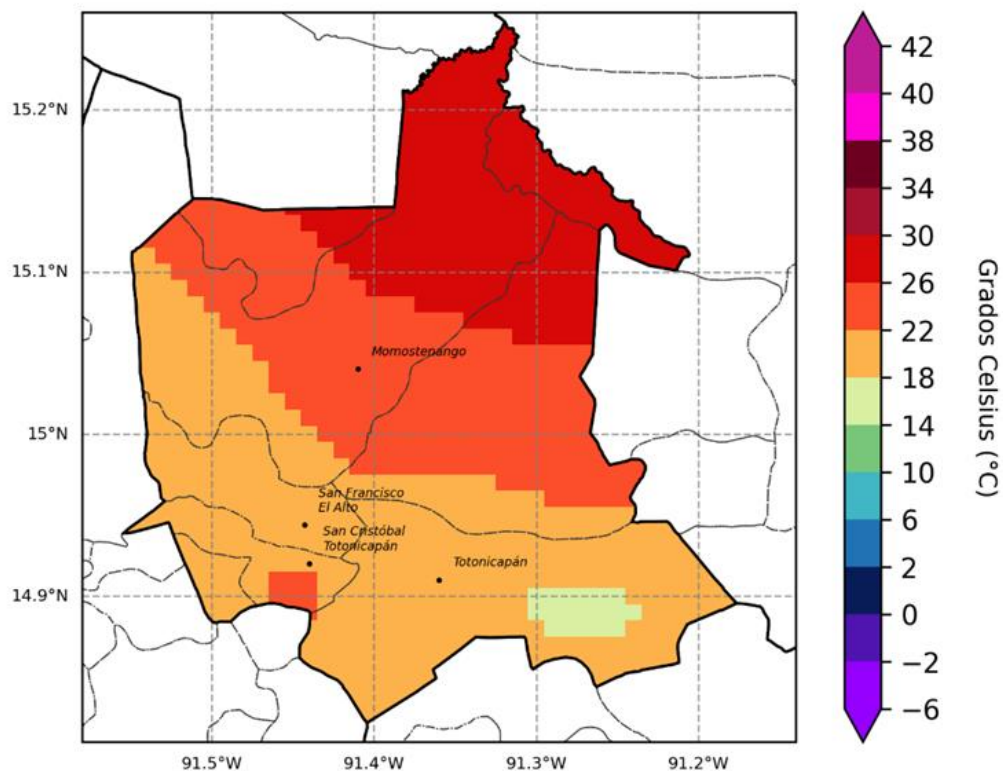 15.2°N
15.1°N
15°N
14.9°N
91.5°W
91.4°W
91.3°W
91.2°W
Momostenango
San Francisco
El Alto
San Cristóbal
Totonicapán
Totonicapán
42
40
38
34
30
26
22
18
14
10
6
2
0
−2
−6
Grados Celsius (°C)